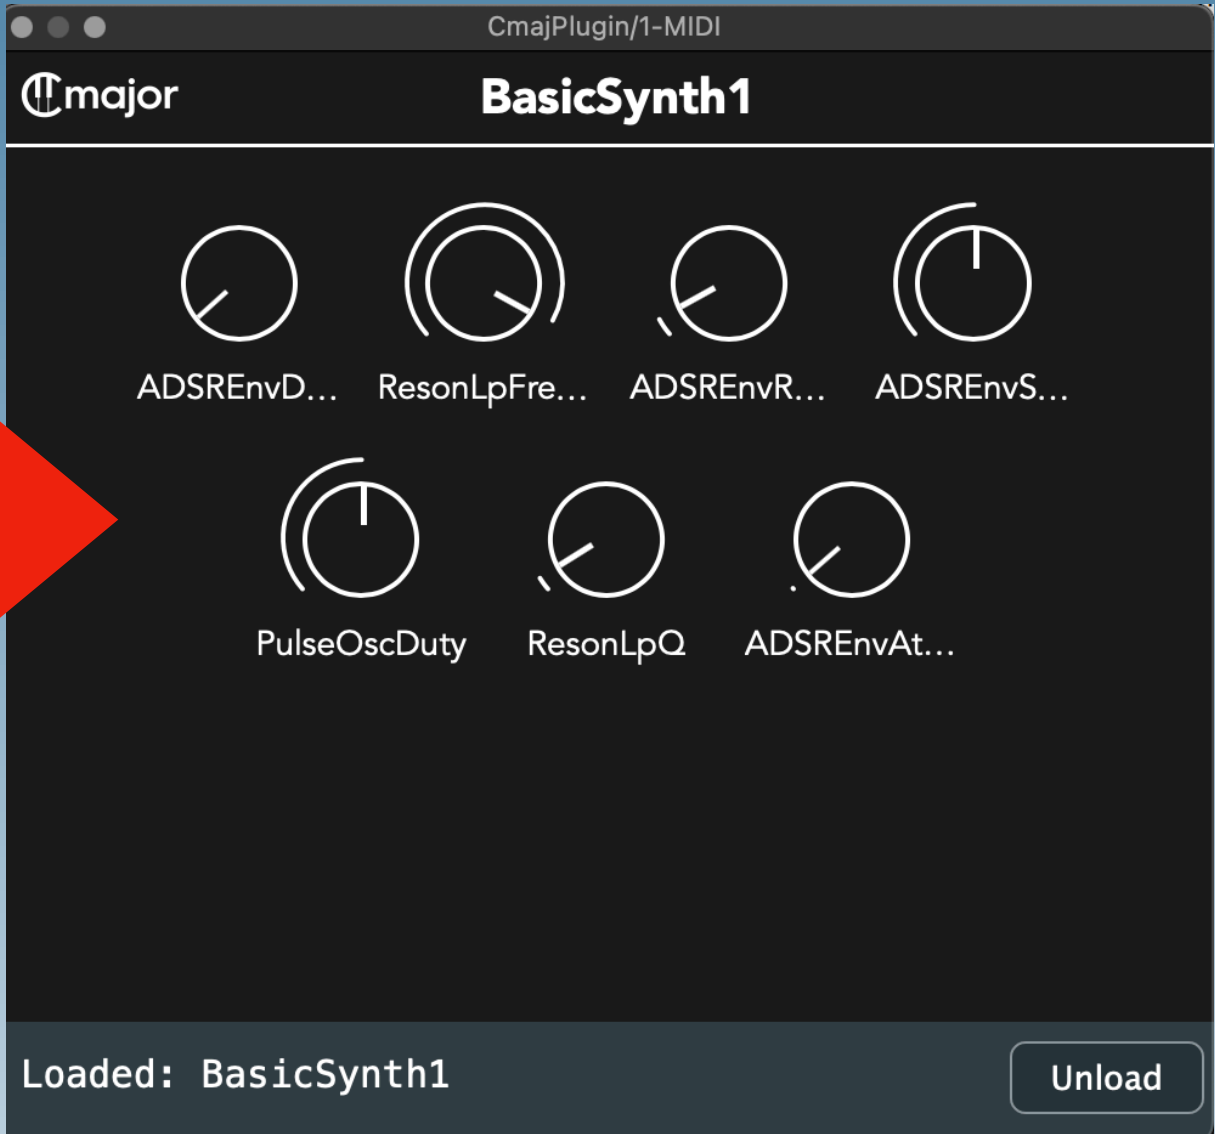 CmajPlugin/1-MIDI
Cmajor
BasicSynth1
ADSREnvD...
ResonLpFre...
ADSREnvR...
ADSREnvS...
PulseOscDuty
ResonLpQ
ADSREnvAt...
Loaded: BasicSynth1
Unload